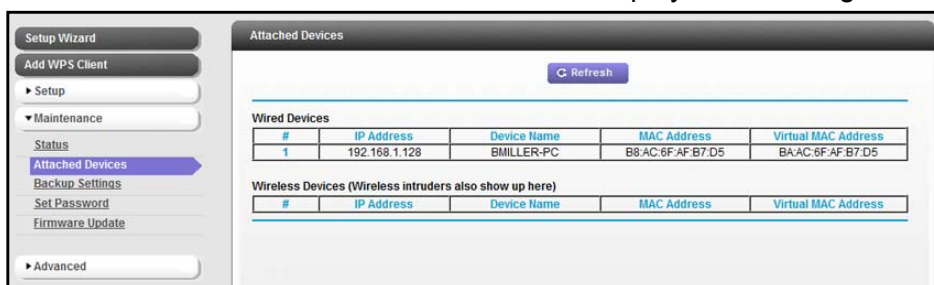 Setup Wizard
Add WPS Client
▸ Setup
▾ Maintenance
Status
Attached Devices
Backup Settings
Set Password
Firmware Update
▸ Advanced
Attached Devices
Refresh
Wired Devices
# IP Address Device Name MAC Address Virtual MAC Address
1 192.168.1.128 BMILLER-PC B8:AC:6F:AF:B7:D5 BA:AC:6F:AF:B7:D5
Wireless Devices (Wireless intruders also show up here)
# IP Address Device Name MAC Address Virtual MAC Address